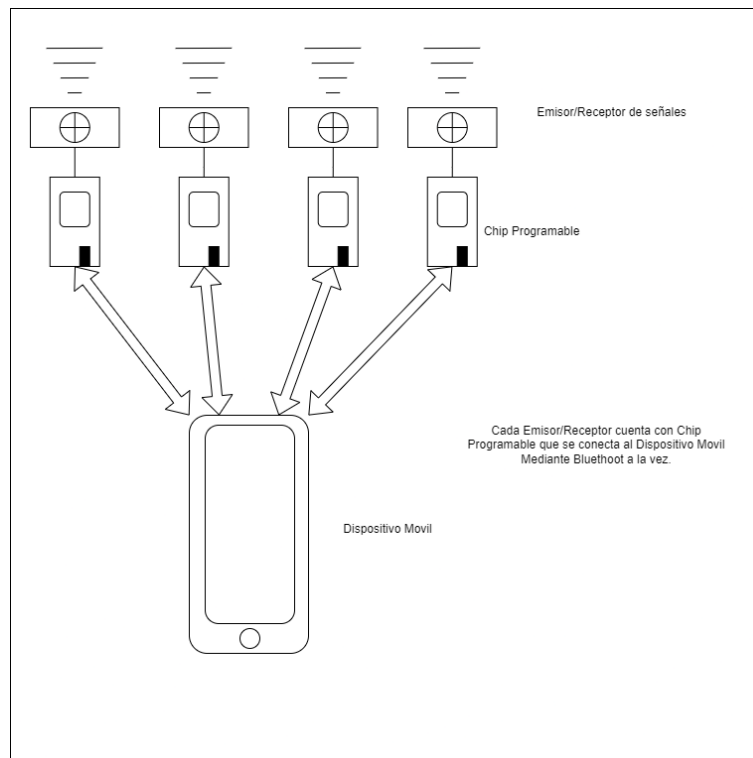 Emisor/Receptor de señales
Chip Programable
Cada Emisor/Receptor cuenta con Chip
Programable que se conecta al Dispositivo Movil
Mediante Bluethoot a la vez.
Dispositivo Movil